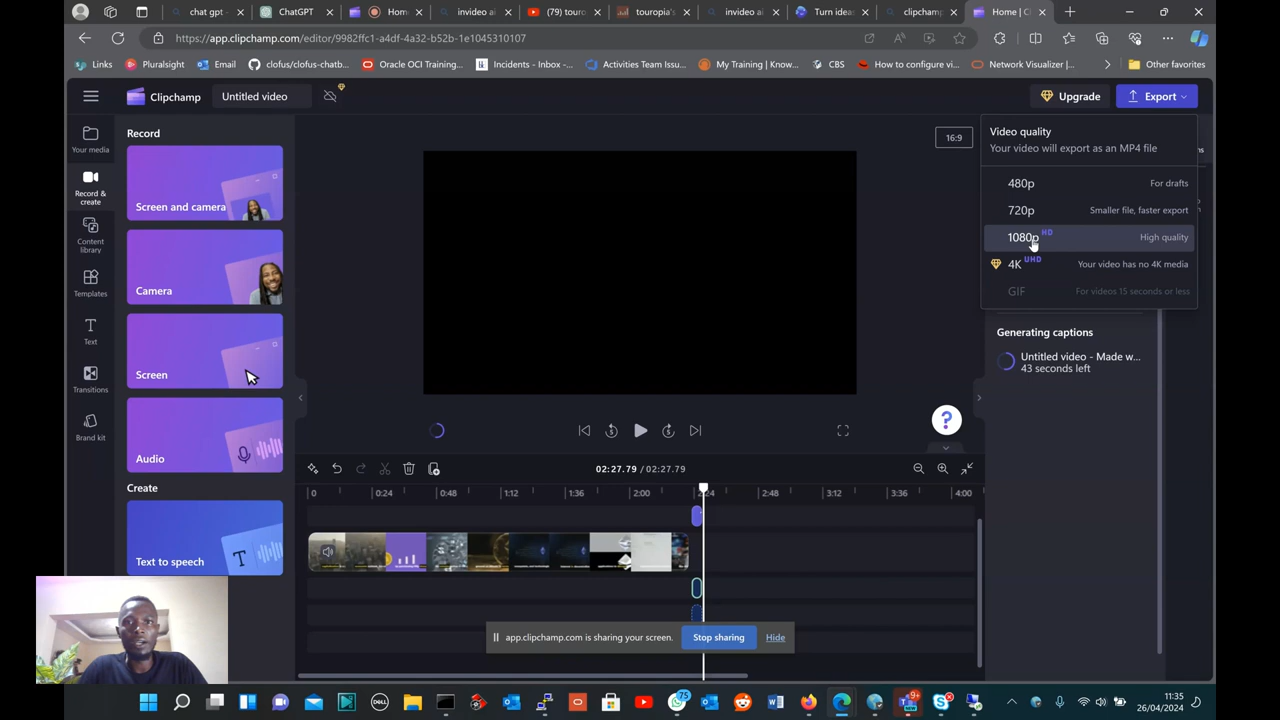 chat gpt -
ChatGPT
Home
invideo ai
(79) touro
touropia's
invideo ai
Turn idea
clipcham
Home | C
https://app.clipchamp.com/editor/9982ffc1-a4df-4a32-b52b-1e1045310107
Links
Pluralsight
Email
clofus/clofus-chatb...
Oracle OCI Training...
Incidents - Inbox -...
Activities Team Issu...
My Training | Know...
CBS
How to configure vi...
Network Visualizer |...
Other favorites
Clipchamp
Untitled video
Upgrade
Export
Your media
Record & create
Content library
Templates
Text
Transitions
Brand kit
Record
Screen and camera
Camera
Screen
Audio
Create
Text to speech
16:9
Video quality
Your video will export as an MP4 file
480p For drafts
720p Smaller file, faster export
1080p HD High quality
4K UHD Your video has no 4K media
GIF For videos 15 seconds or less
Generating captions
Untitled video - Made w...
43 seconds left
?
02:27.79 / 02:27.79
0 0:24 0:48 1:12 1:36 2:00 2:24 2:48 3:12 3:36 4:00
app.clipchamp.com is sharing your screen. Stop sharing Hide
75
9+
11:35
26/04/2024